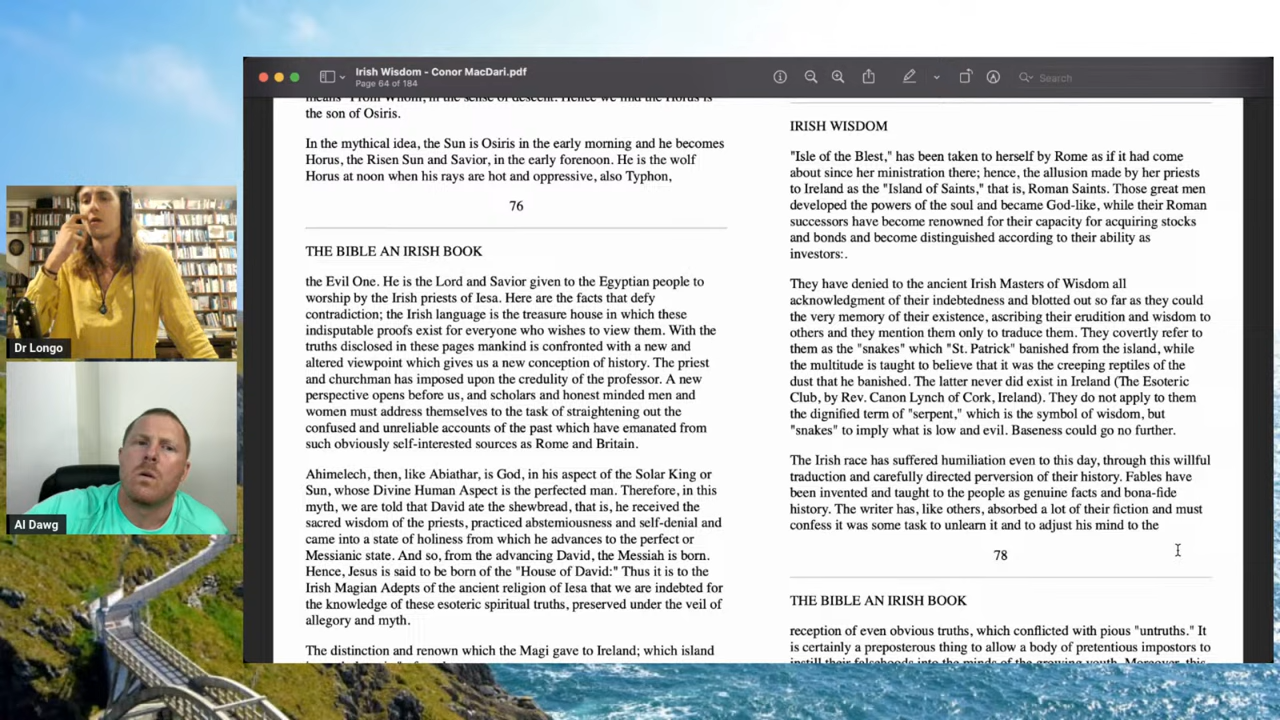 Irish Wisdom - Conor MacDari.pdf
Page 64 of 184
Search
means "From Whom, in the sense of descent. Hence we find the Horus is
the son of Osiris.
In the mythical idea, the Sun is Osiris in the early morning and he becomes
Horus, the Risen Sun and Savior, in the early forenoon. He is the wolf
Horus at noon when his rays are hot and oppressive, also Typhon,
76
THE BIBLE AN IRISH BOOK
the Evil One. He is the Lord and Savior given to the Egyptian people to
worship by the Irish priests of Iesa. Here are the facts that defy
contradiction; the Irish language is the treasure house in which these
indisputable proofs exist for everyone who wishes to view them. With the
truths disclosed in these pages mankind is confronted with a new and
altered viewpoint which gives us a new conception of history. The priest
and churchman has imposed upon the credulity of the professor. A new
perspective opens before us, and scholars and honest minded men and
women must address themselves to the task of straightening out the
confused and unreliable accounts of the past which have emanated from
such obviously self-interested sources as Rome and Britain.
Ahimelech, then, like Abiathar, is God, in his aspect of the Solar King or
Sun, whose Divine Human Aspect is the perfected man. Therefore, in this
myth, we are told that David ate the shewbread, that is, he received the
sacred wisdom of the priests, practiced abstemiousness and self-denial and
came into a state of holiness from which he advances to the perfect or
Messianic state. And so, from the advancing David, the Messiah is born.
Hence, Jesus is said to be born of the "House of David:" Thus it is to the
Irish Magian Adepts of the ancient religion of Iesa that we are indebted for
the knowledge of these esoteric spiritual truths, preserved under the veil of
allegory and myth.
The distinction and renown which the Magi gave to Ireland; which island
IRISH WISDOM
"Isle of the Blest," has been taken to herself by Rome as if it had come
about since her ministration there; hence, the allusion made by her priests
to Ireland as the "Island of Saints," that is, Roman Saints. Those great men
developed the powers of the soul and became God-like, while their Roman
successors have become renowned for their capacity for acquiring stocks
and bonds and become distinguished according to their ability as
investors:.
They have denied to the ancient Irish Masters of Wisdom all
acknowledgment of their indebtedness and blotted out so far as they could
the very memory of their existence, ascribing their erudition and wisdom to
others and they mention them only to traduce them. They covertly refer to
them as the "snakes" which "St. Patrick" banished from the island, while
the multitude is taught to believe that it was the creeping reptiles of the
dust that he banished. The latter never did exist in Ireland (The Esoteric
Club, by Rev. Canon Lynch of Cork, Ireland). They do not apply to them
the dignified term of "serpent," which is the symbol of wisdom, but
"snakes" to imply what is low and evil. Baseness could go no further.
The Irish race has suffered humiliation even to this day, through this willful
traduction and carefully directed perversion of their history. Fables have
been invented and taught to the people as genuine facts and bona-fide
history. The writer has, like others, absorbed a lot of their fiction and must
confess it was some task to unlearn it and to adjust his mind to the
78
THE BIBLE AN IRISH BOOK
reception of even obvious truths, which conflicted with pious "untruths." It
is certainly a preposterous thing to allow a body of pretentious impostors to
instill their falsehoods into the minds of the growing youth. Moreover, this
Dr Longo
Al Dawg